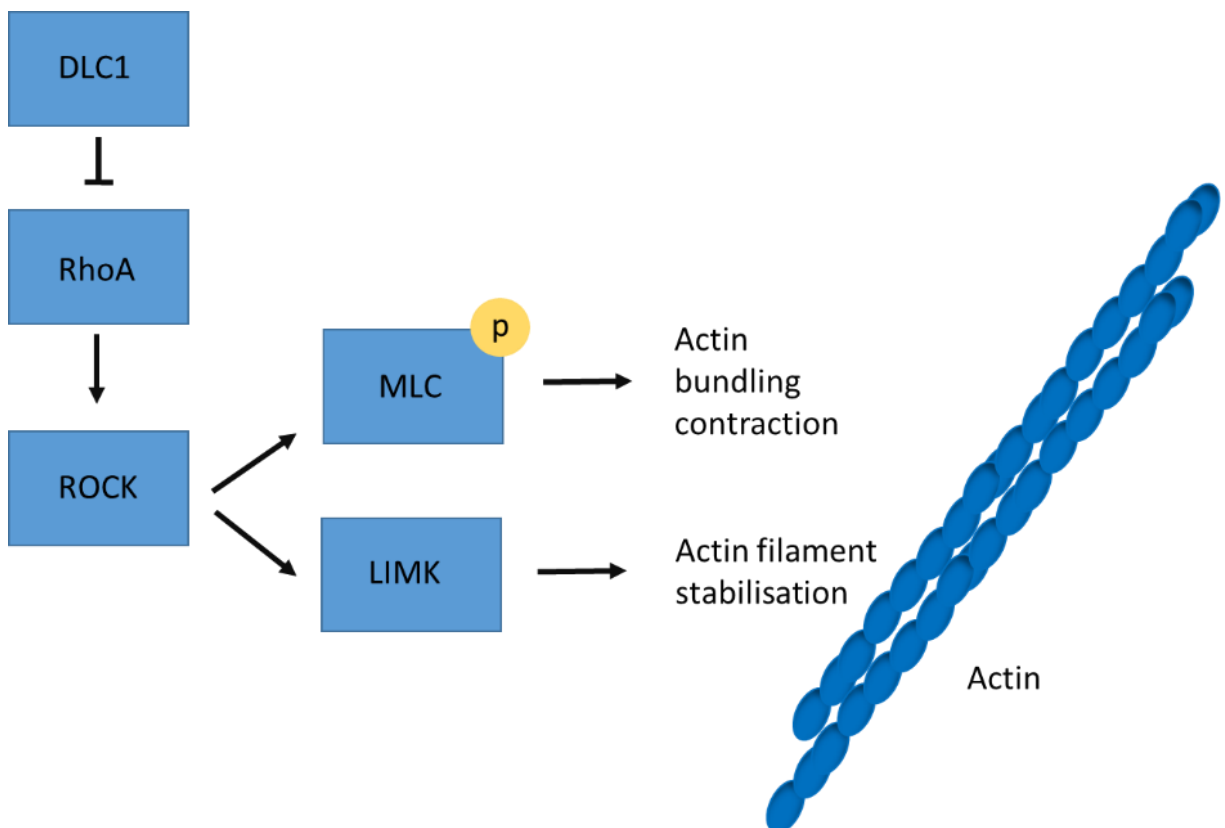 DLC1
RhoA
ROCK
p
MLC
LIMK
Actin
bundling
contraction
Actin filament
stabilisation
Actin